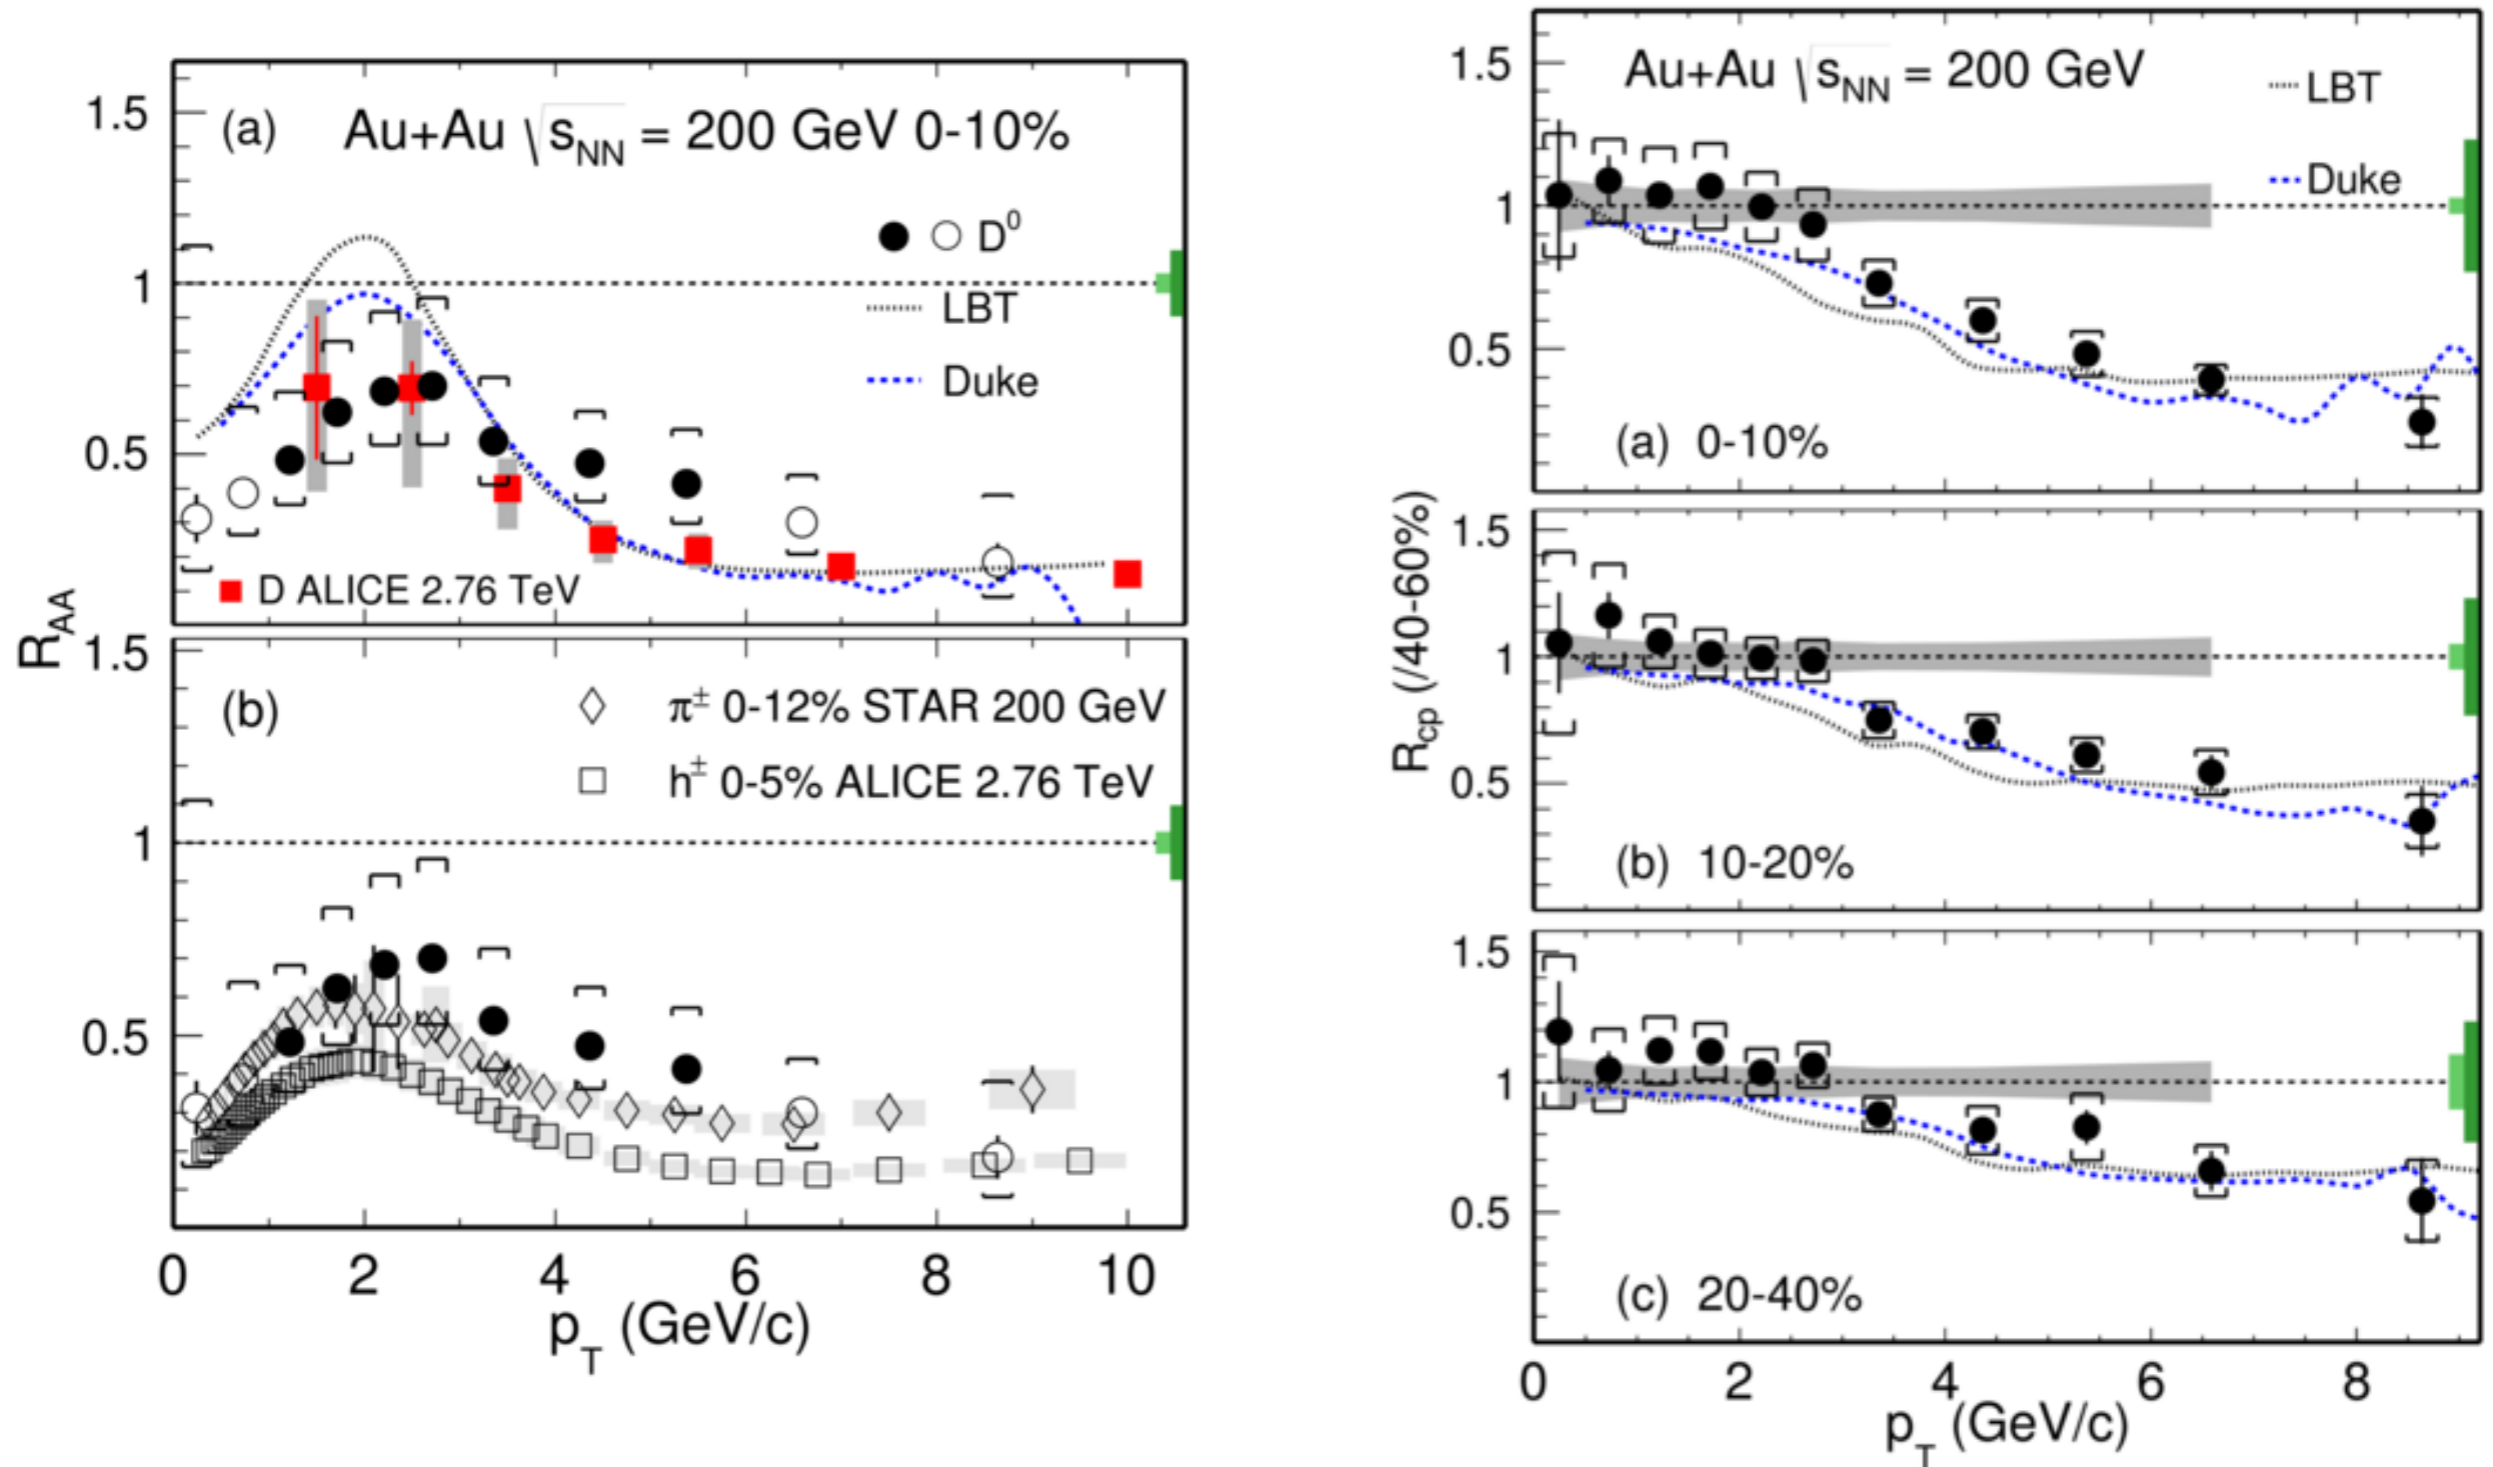 1.5
(a) Au+Au √sNN = 200 GeV 0-10%
D⁰
1
LBT
Duke
0.5
D ALICE 2.76 TeV
RAA
1.5
(b)
π± 0-12% STAR 200 GeV
h± 0-5% ALICE 2.76 TeV
1
0.5
0 2 4 6 8 10
pT (GeV/c)
1.5
Au+Au √sNN = 200 GeV
LBT
Duke
1
0.5
(a) 0-10%
Rcp (/40-60%)
1.5
1
0.5
(b) 10-20%
1.5
1
0.5
(c) 20-40%
0 2 4 6 8
pT (GeV/c)